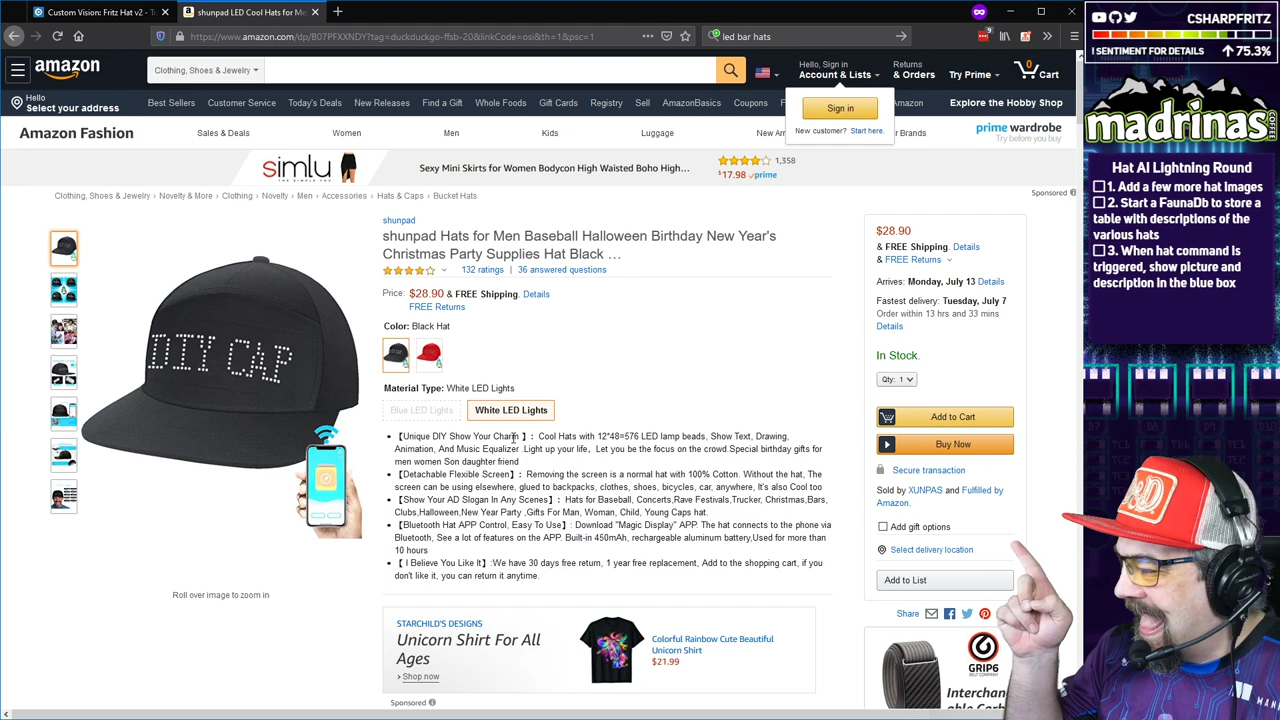 Custom Vision: Fritz Hat v2 - Tr
shunpad LED Cool Hats for Me
https://www.amazon.com/dp/B07PFXXNDY?tag=duckduckgo-ffsb-20&linkCode=osi&th=1&psc=1
led bar hats
CSHARPFRITZ
SENTIMENT FOR DETAILS
75.3%
amazon
Clothing, Shoes & Jewelry
Hello, Sign in
Account & Lists
Returns
& Orders
Try Prime
0
Cart
Hello
Select your address
Best Sellers
Customer Service
Today's Deals
New Releases
Find a Gift
Whole Foods
Gift Cards
Registry
Sell
AmazonBasics
Coupons
Explore the Hobby Shop
Sign in
New customer? Start here.
Amazon Fashion
Sales & Deals
Women
Men
Kids
Luggage
New Arr
r Brands
prime wardrobe
Try before you buy
simlu
Sexy Mini Skirts for Women Bodycon High Waisted Boho High...
1,358
$17.98 prime
Sponsored
Clothing, Shoes & Jewelry › Novelty & More › Clothing › Novelty › Men › Accessories › Hats & Caps › Bucket Hats
shunpad
shunpad Hats for Men Baseball Halloween Birthday New Year's
Christmas Party Supplies Hat Black …
132 ratings | 36 answered questions
Price: $28.90 & FREE Shipping. Details
FREE Returns
Color: Black Hat
Material Type: White LED Lights
Blue LED Lights
White LED Lights
【Unique DIY Show Your Charm 】: Cool Hats with 12*48=576 LED lamp beads, Show Text, Drawing,
Animation, And Music Equalizer .Light up your life, Let you be the focus on the crowd.Special birthday gifts for
men women Son daughter friend
【Detachable Flexible Screen】: Removing the screen is a normal hat with 100% Cotton. Without the hat, The
screen can be using elsewhere, glued to backpacks, clothes, shoes, bicycles, car, anywhere, It's also Cool too
【Show Your AD Slogan In Any Scenes】: Hats for Baseball, Concerts,Rave Festivals,Trucker, Christmas,Bars,
Clubs,Halloween,New Year Party ,Gifts For Man, Woman, Child, Young Caps hat.
【Bluetooth Hat APP Control, Easy To Use】: Download "Magic Display" APP. The hat connects to the phone via
Bluetooth, See a lot of features on the APP. Built-in 450mAh, rechargeable aluminum battery,Used for more than
10 hours
【 I Believe You Like It】:We have 30 days free return, 1 year free replacement, Add to the shopping cart, if you
don't like it, you can return it anytime.
DIY CAP
Roll over image to zoom in
STARCHILD'S DESIGNS
Unicorn Shirt For All
Ages
Shop now
Colorful Rainbow Cute Beautiful
Unicorn Shirt
$21.99
Sponsored
$28.90
& FREE Shipping. Details
& FREE Returns
Arrives: Monday, July 13 Details
Fastest delivery: Tuesday, July 7
Order within 13 hrs and 33 mins
Details
In Stock.
Qty: 1
Add to Cart
Buy Now
Secure transaction
Sold by XUNPAS and Fulfilled by
Amazon.
Add gift options
Select delivery location
Add to List
Share
GRIP6
BELT COMPANY
Interchang
able Carb
madrinas
COFFEE
Hat AI Lightning Round
1. Add a few more hat images
2. Start a FaunaDb to store a
table with descriptions of the
various hats
3. When hat command is
triggered, show picture and
description in the blue box